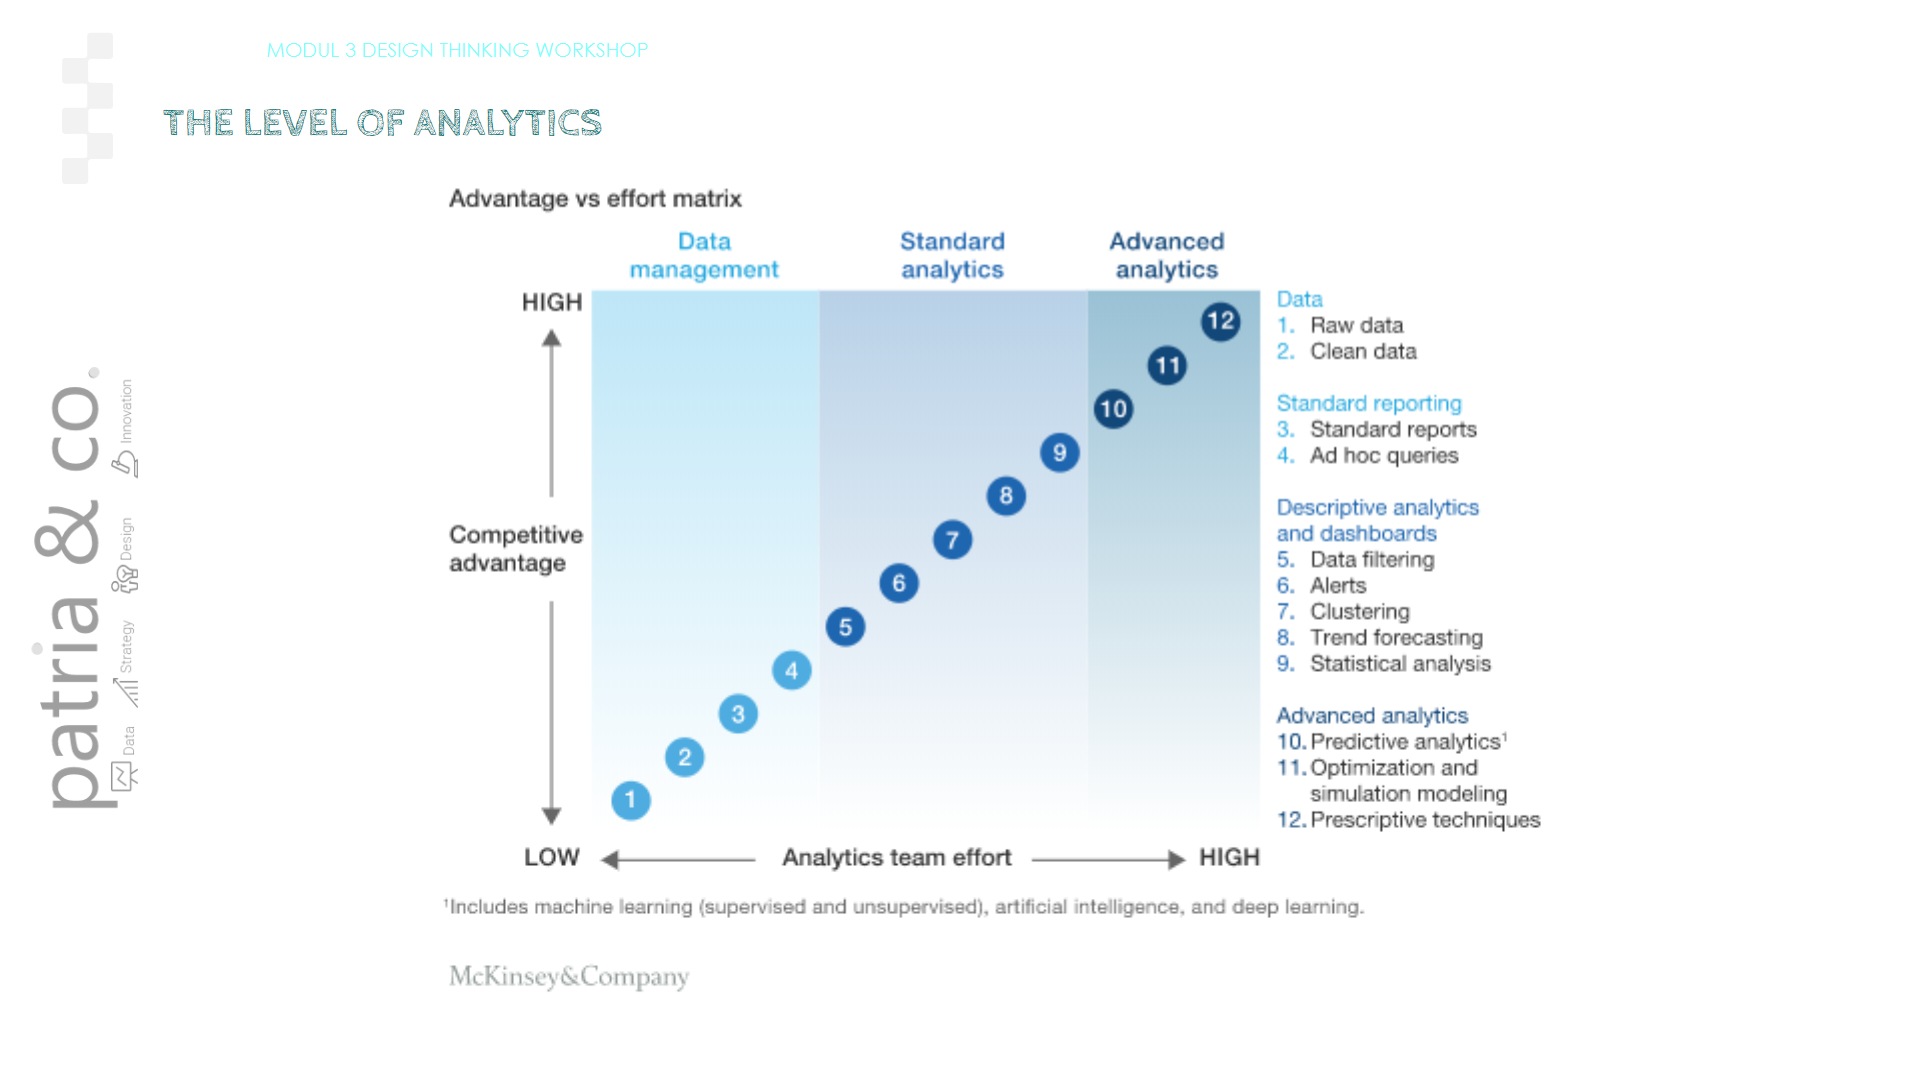 MODUL 3 DESIGN THINKING WORKSHOP
THE LEVEL OF ANALYTICS
patria & co.
Data
Strategy
Design
Innovation
Advantage vs effort matrix
Data
management
Standard
analytics
Advanced
analytics
HIGH
Competitive
advantage
LOW
Analytics team effort
HIGH
1
2
3
4
5
6
7
8
9
10
11
12
Data
1. Raw data
2. Clean data
Standard reporting
3. Standard reports
4. Ad hoc queries
Descriptive analytics
and dashboards
5. Data filtering
6. Alerts
7. Clustering
8. Trend forecasting
9. Statistical analysis
Advanced analytics
10. Predictive analytics¹
11. Optimization and
simulation modeling
12. Prescriptive techniques
¹Includes machine learning (supervised and unsupervised), artificial intelligence, and deep learning.
McKinsey&Company